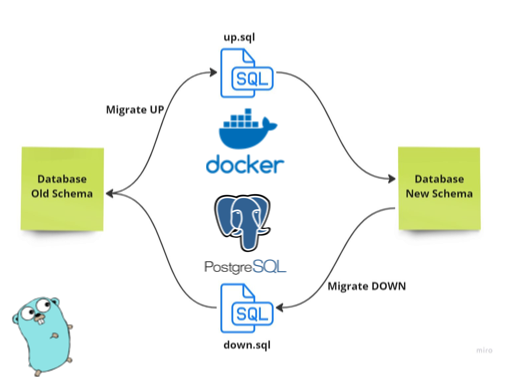 up.sql
SQL
Migrate UP
docker
Database
Old Schema
Database
New Schema
PostgreSQL
Migrate DOWN
SQL
down.sql
miro